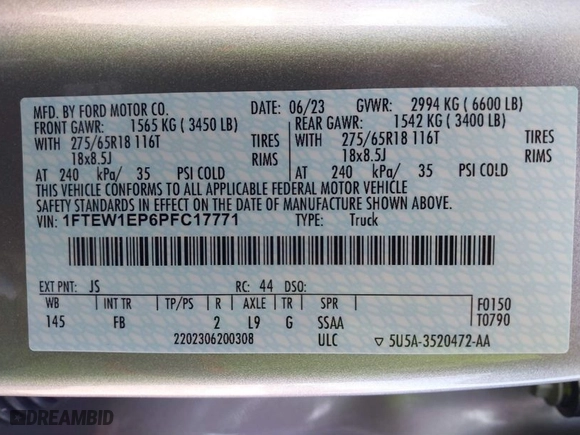 MFD. BY FORD MOTOR CO. DATE: 06/23 GVWR: 2994 KG ( 6600 LB)
FRONT GAWR: 1565 KG ( 3450 LB) REAR GAWR: 1542 KG ( 3400 LB)
WITH 275/65R18 116T TIRES WITH 275/65R18 116T TIRES
18x8.5J RIMS 18x8.5J RIMS
AT 240 kPa/ 35 PSI COLD AT 240 kPa/ 35 PSI COLD
THIS VEHICLE CONFORMS TO ALL APPLICABLE FEDERAL MOTOR VEHICLE
SAFETY STANDARDS IN EFFECT ON THE DATE OF MANUFACTURE SHOWN ABOVE.
VIN: 1FTEW1EP6PFC17771 TYPE: Truck
EXT PNT: JS RC: 44 DSO:
WB INT TR TP/PS R AXLE TR SPR F0150
145 FB 2 L9 G SSAA T0790
2202306200308 ULC ▽ 5U5A-3520472-AA
DREAMBID